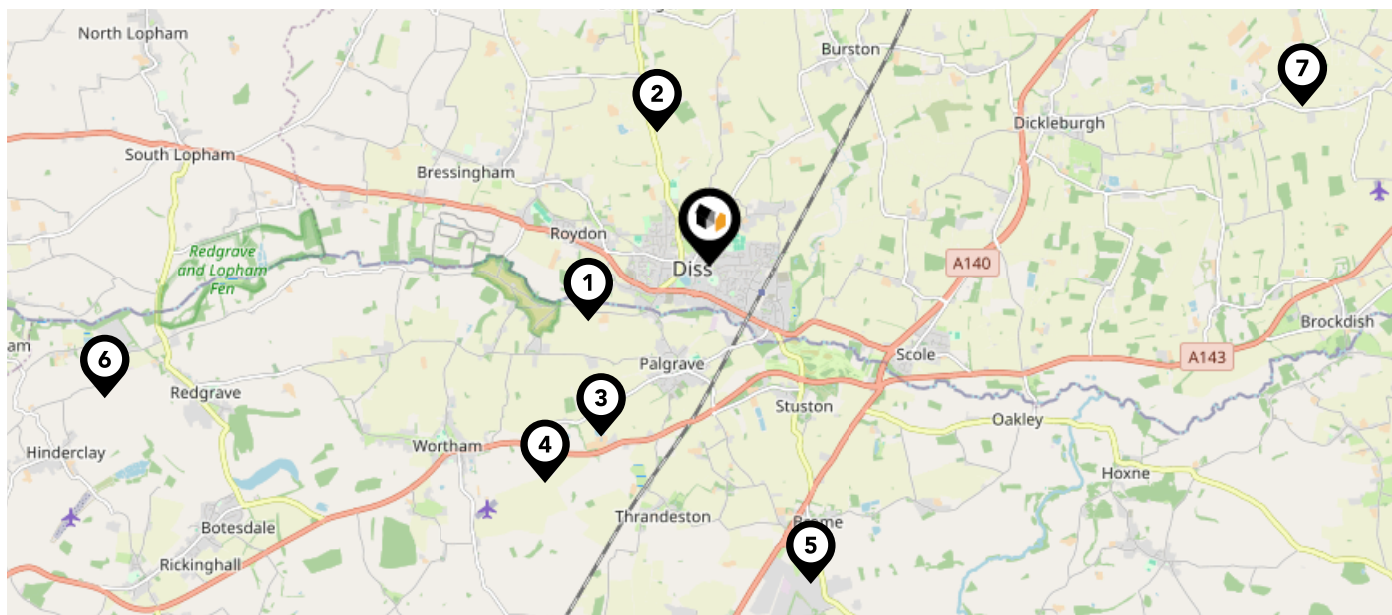 North Lopham
Burston
7
2
Dickleburgh
South Lopham
Bressingham
Roydon
Redgrave
and Lopham
Fen
Diss
A140
1
Brockdish
am
6
Scole
A143
Palgrave
Redgrave
3
Stuston
Oakley
Wortham
4
Hinderclay
Hoxne
Botesdale
Thrandeston
5
Rickinghall